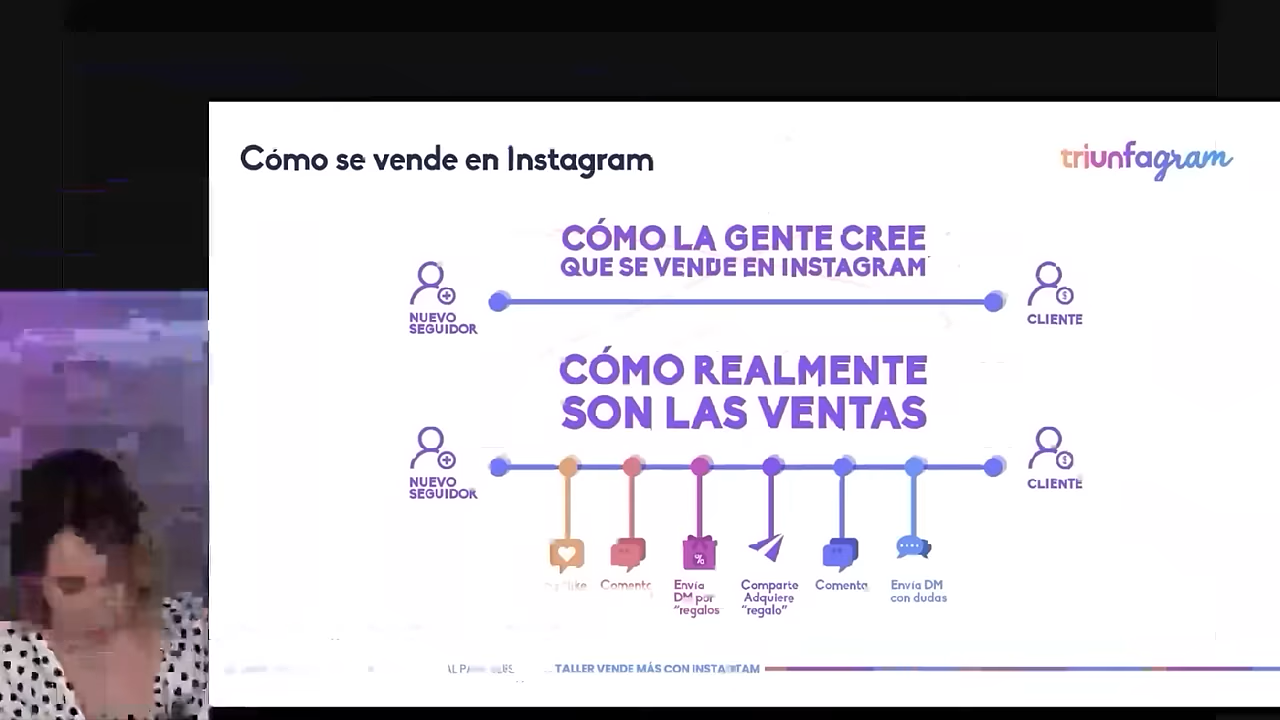 Cómo se vende en Instagram
triunfagram
CÓMO LA GENTE CREE
QUE SE VENDE EN INSTAGRAM
NUEVO
SEGUIDOR
CLIENTE
CÓMO REALMENTE
SON LAS VENTAS
NUEVO
SEGUIDOR
CLIENTE
like
Comenta
Envía
DM por
"regalos
Comparte
Adquiere
"regalo"
Comenta
Envía DM
con dudas
TALLER VENDE MÁS CON